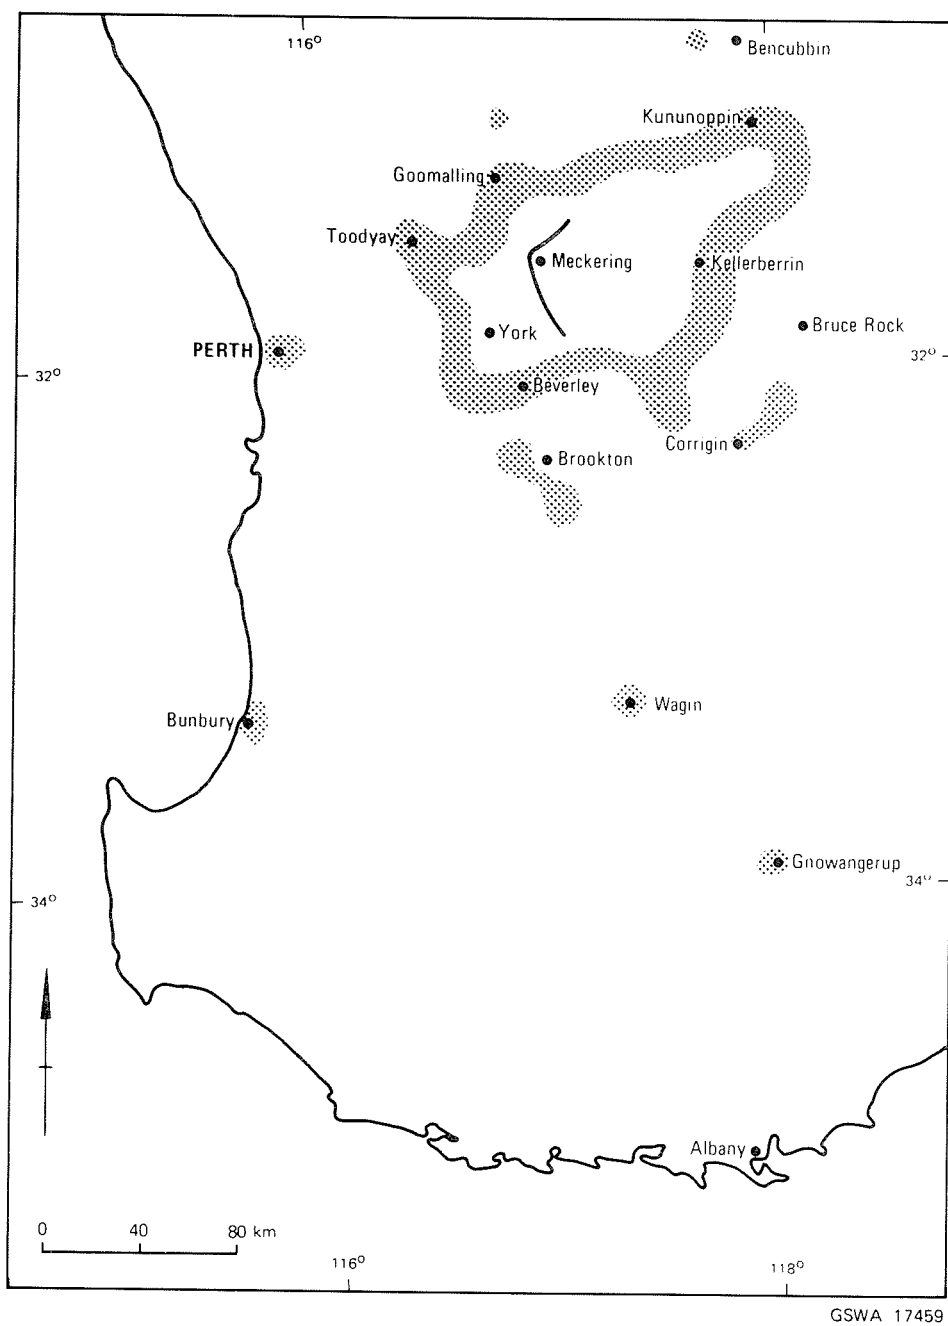 116°
Bencubbin
Kununoppin
Goomalling
Toodyay
Meckering
Kellerberrin
York
Bruce Rock
PERTH
32°
32°
Beverley
Corrigin
Brookton
Wagin
Bunbury
Gnowangerup
34°
34°
Albany
0 40 80 km
116°
118°
GSWA 17459